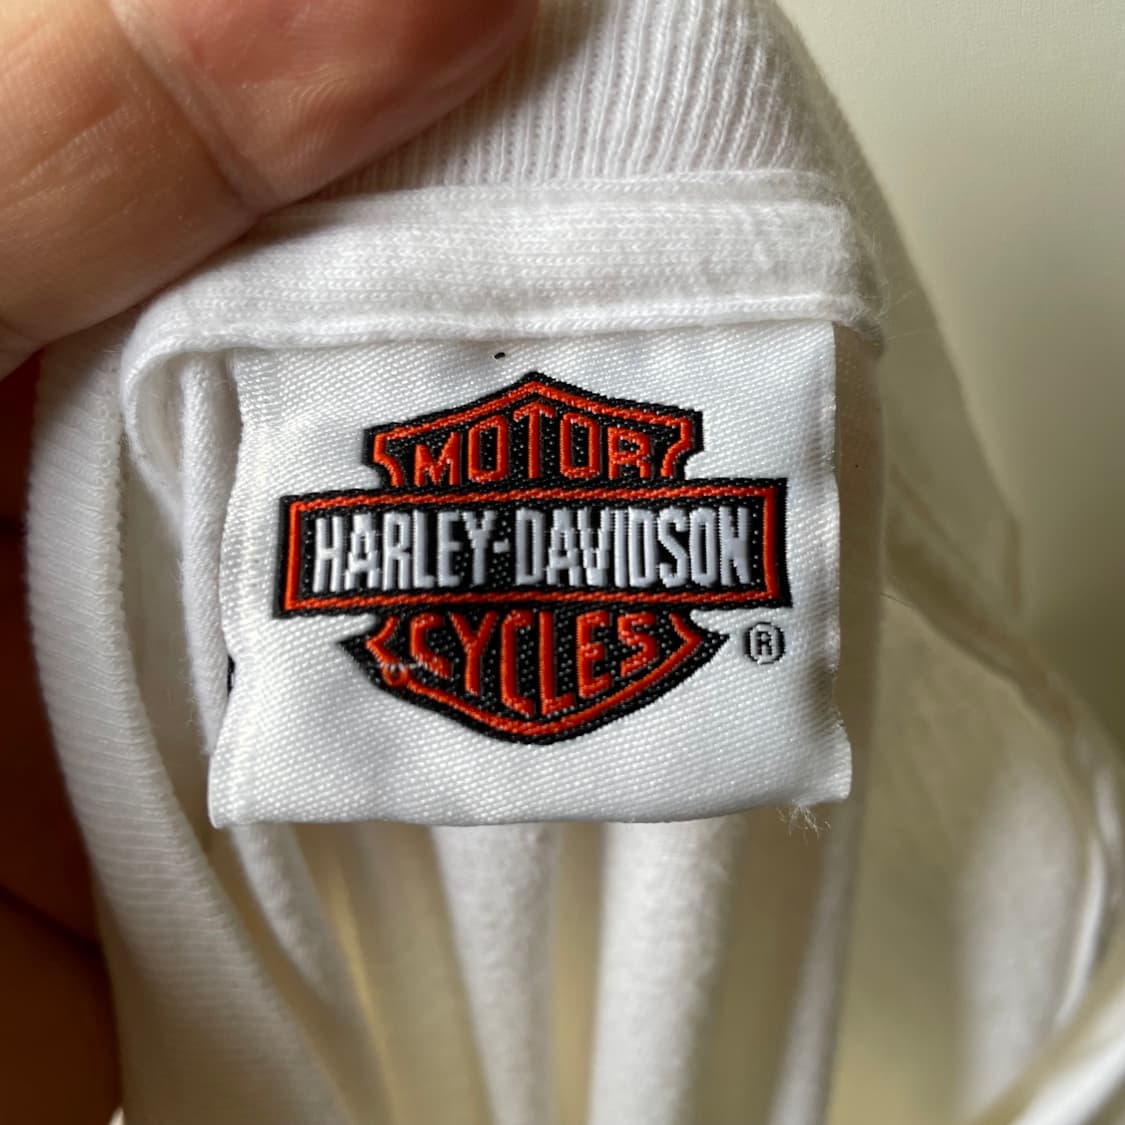 MOTOR
HARLEY-DAVIDSON
CYCLES
®